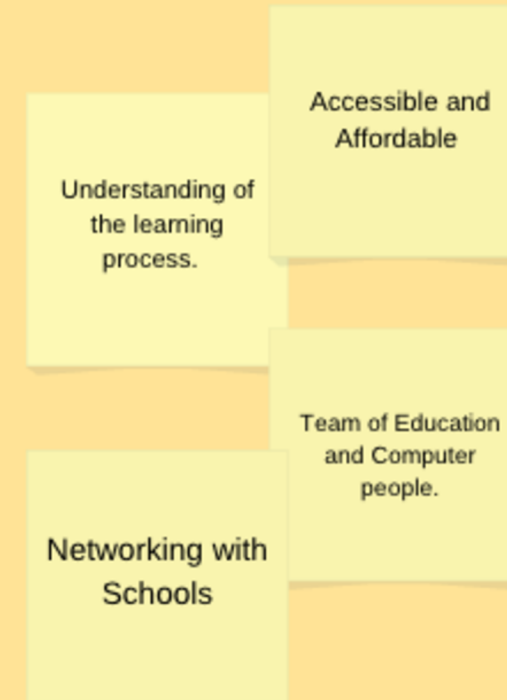 Accessible and
Affordable
Understanding of
the learning
process.
Team of Education
and Computer
people.
Networking with
Schools